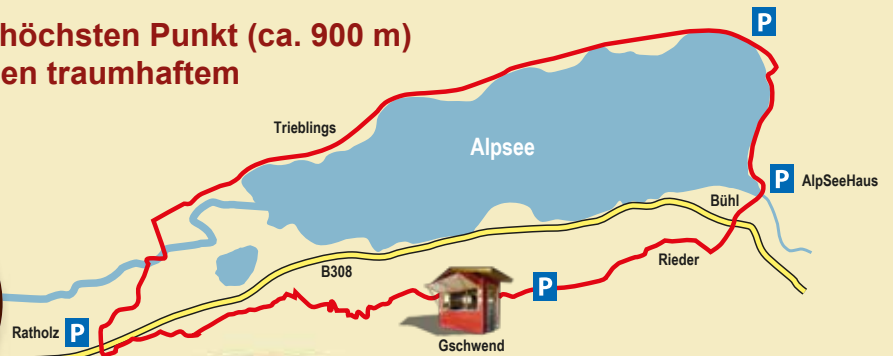 höchsten Punkt (ca. 900 m)
en traumhaftem
P
Trieblings
Alpsee
P AlpSeeHaus
Bühl
Rieder
B308
P
Ratholz P
Gschwend